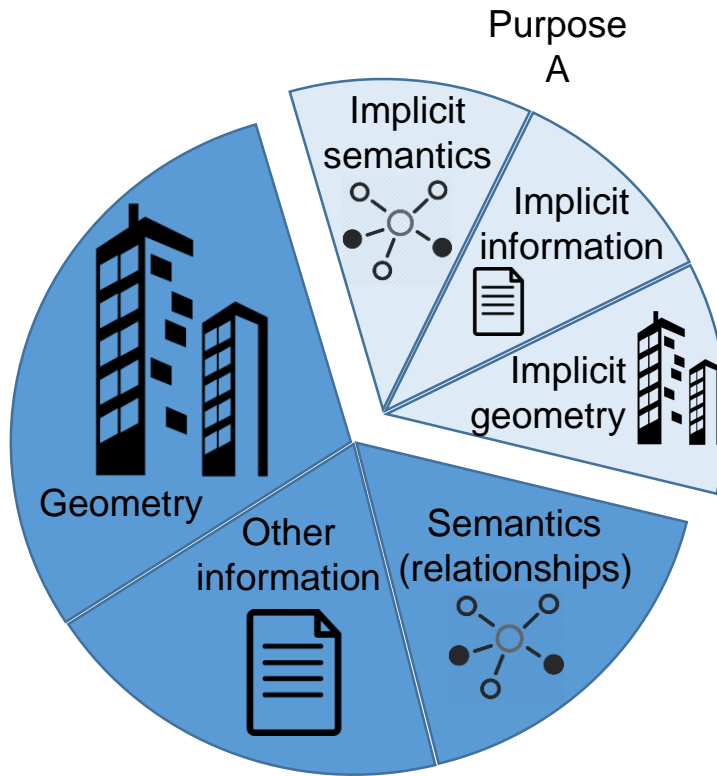 Purpose
A
Implicit
semantics
Implicit
information
Implicit
geometry
Geometry
Other
information
Semantics
(relationships)